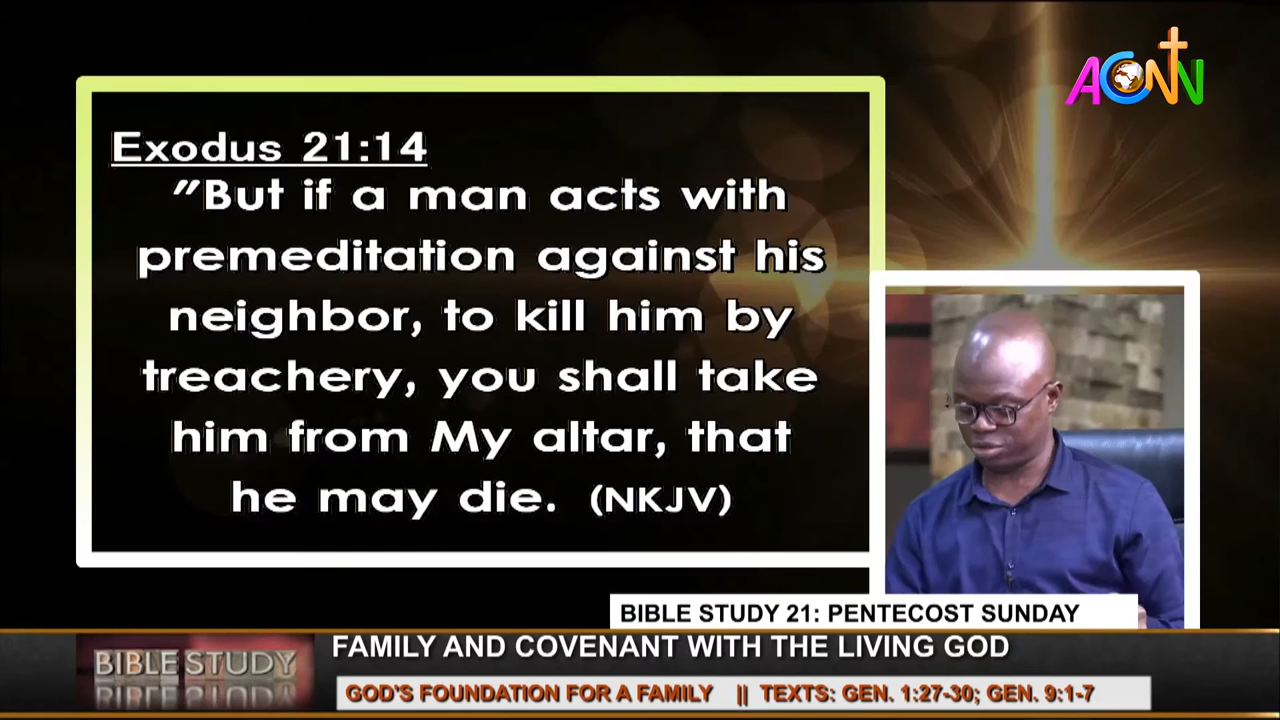 ACNN
Exodus 21:14
"But if a man acts with
premeditation against his
neighbor, to kill him by
treachery, you shall take
him from My altar, that
he may die. (NKJV)
BIBLE STUDY 21: PENTECOST SUNDAY
BIBLE STUDY
FAMILY AND COVENANT WITH THE LIVING GOD
GOD'S FOUNDATION FOR A FAMILY || TEXTS: GEN. 1:27-30; GEN. 9:1-7